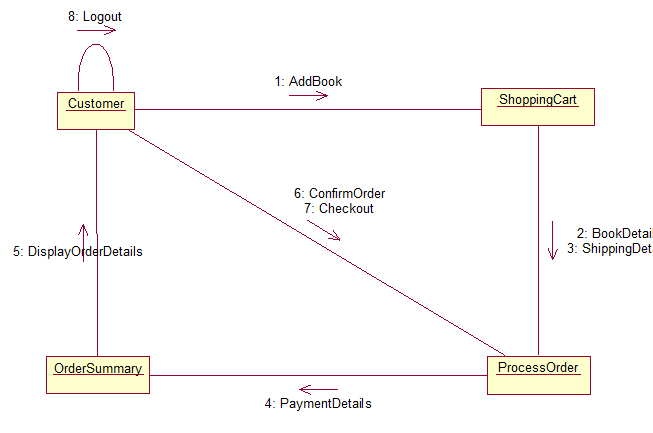 8: Logout
Customer
1: AddBook
ShoppingCart
6: ConfirmOrder
7: Checkout
2: BookDetai
3: ShippingDeta
5: DisplayOrderDetails
OrderSummary
ProcessOrder
4: PaymentDetails